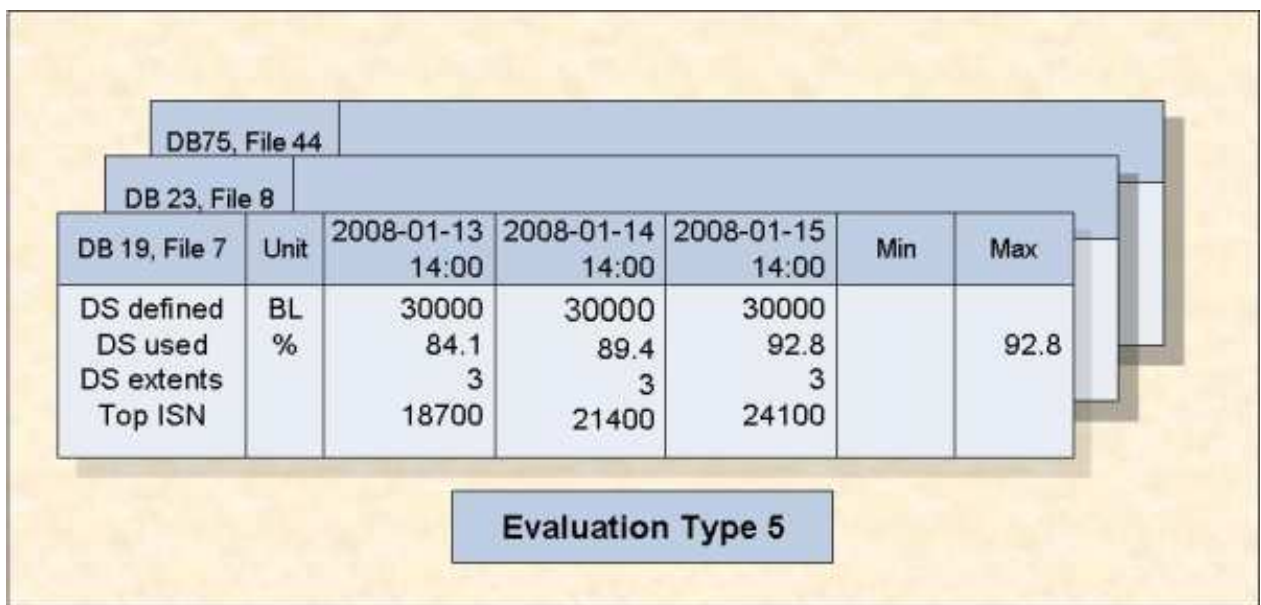 DB75, File 44
DB 23, File 8
DB 19, File 7 Unit 2008-01-13 14:00 2008-01-14 14:00 2008-01-15 14:00 Min Max
DS defined BL 30000 30000 30000
DS used % 84.1 89.4 92.8 92.8
DS extents 3 3 3
Top ISN 18700 21400 24100
Evaluation Type 5